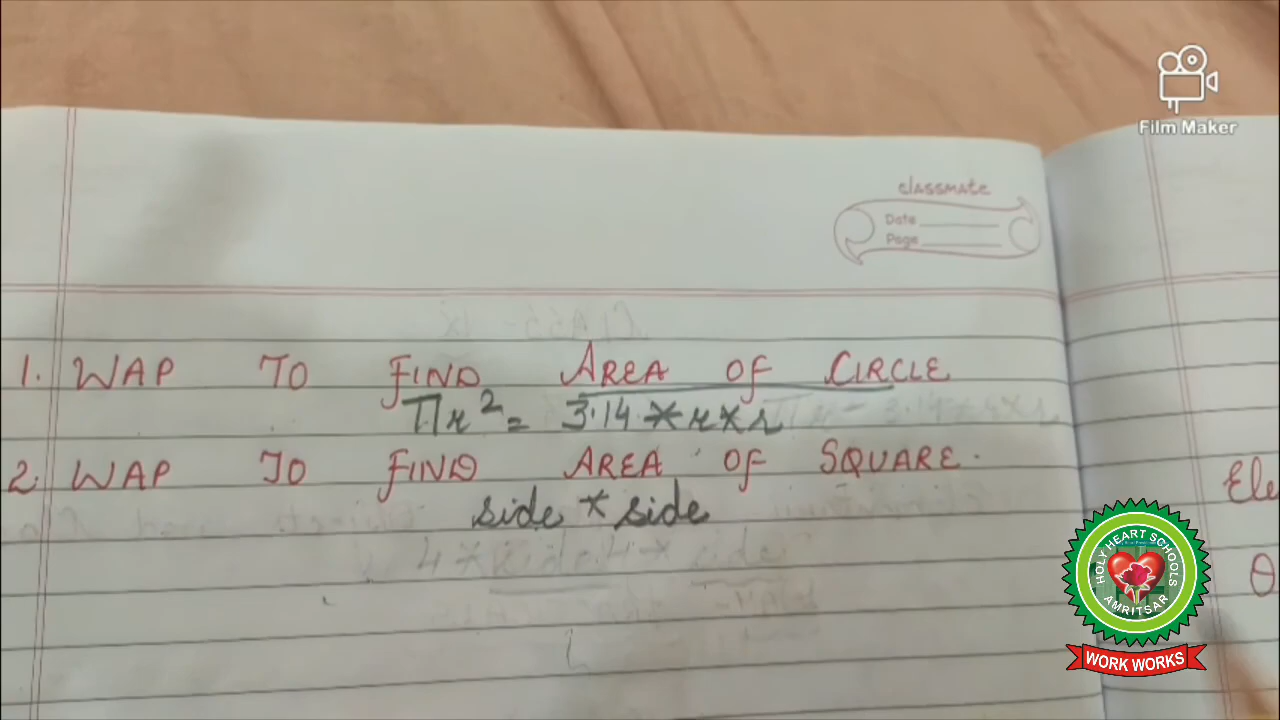 Film Maker
classmate
Date
Page
1. WAP TO FIND AREA OF CIRCLE
πr² = 3.14 * r * r
2. WAP TO FIND AREA OF SQUARE.
side * side
Ele
HOLY HEART SCHOOLS
AMRITSAR
WORK WORKS